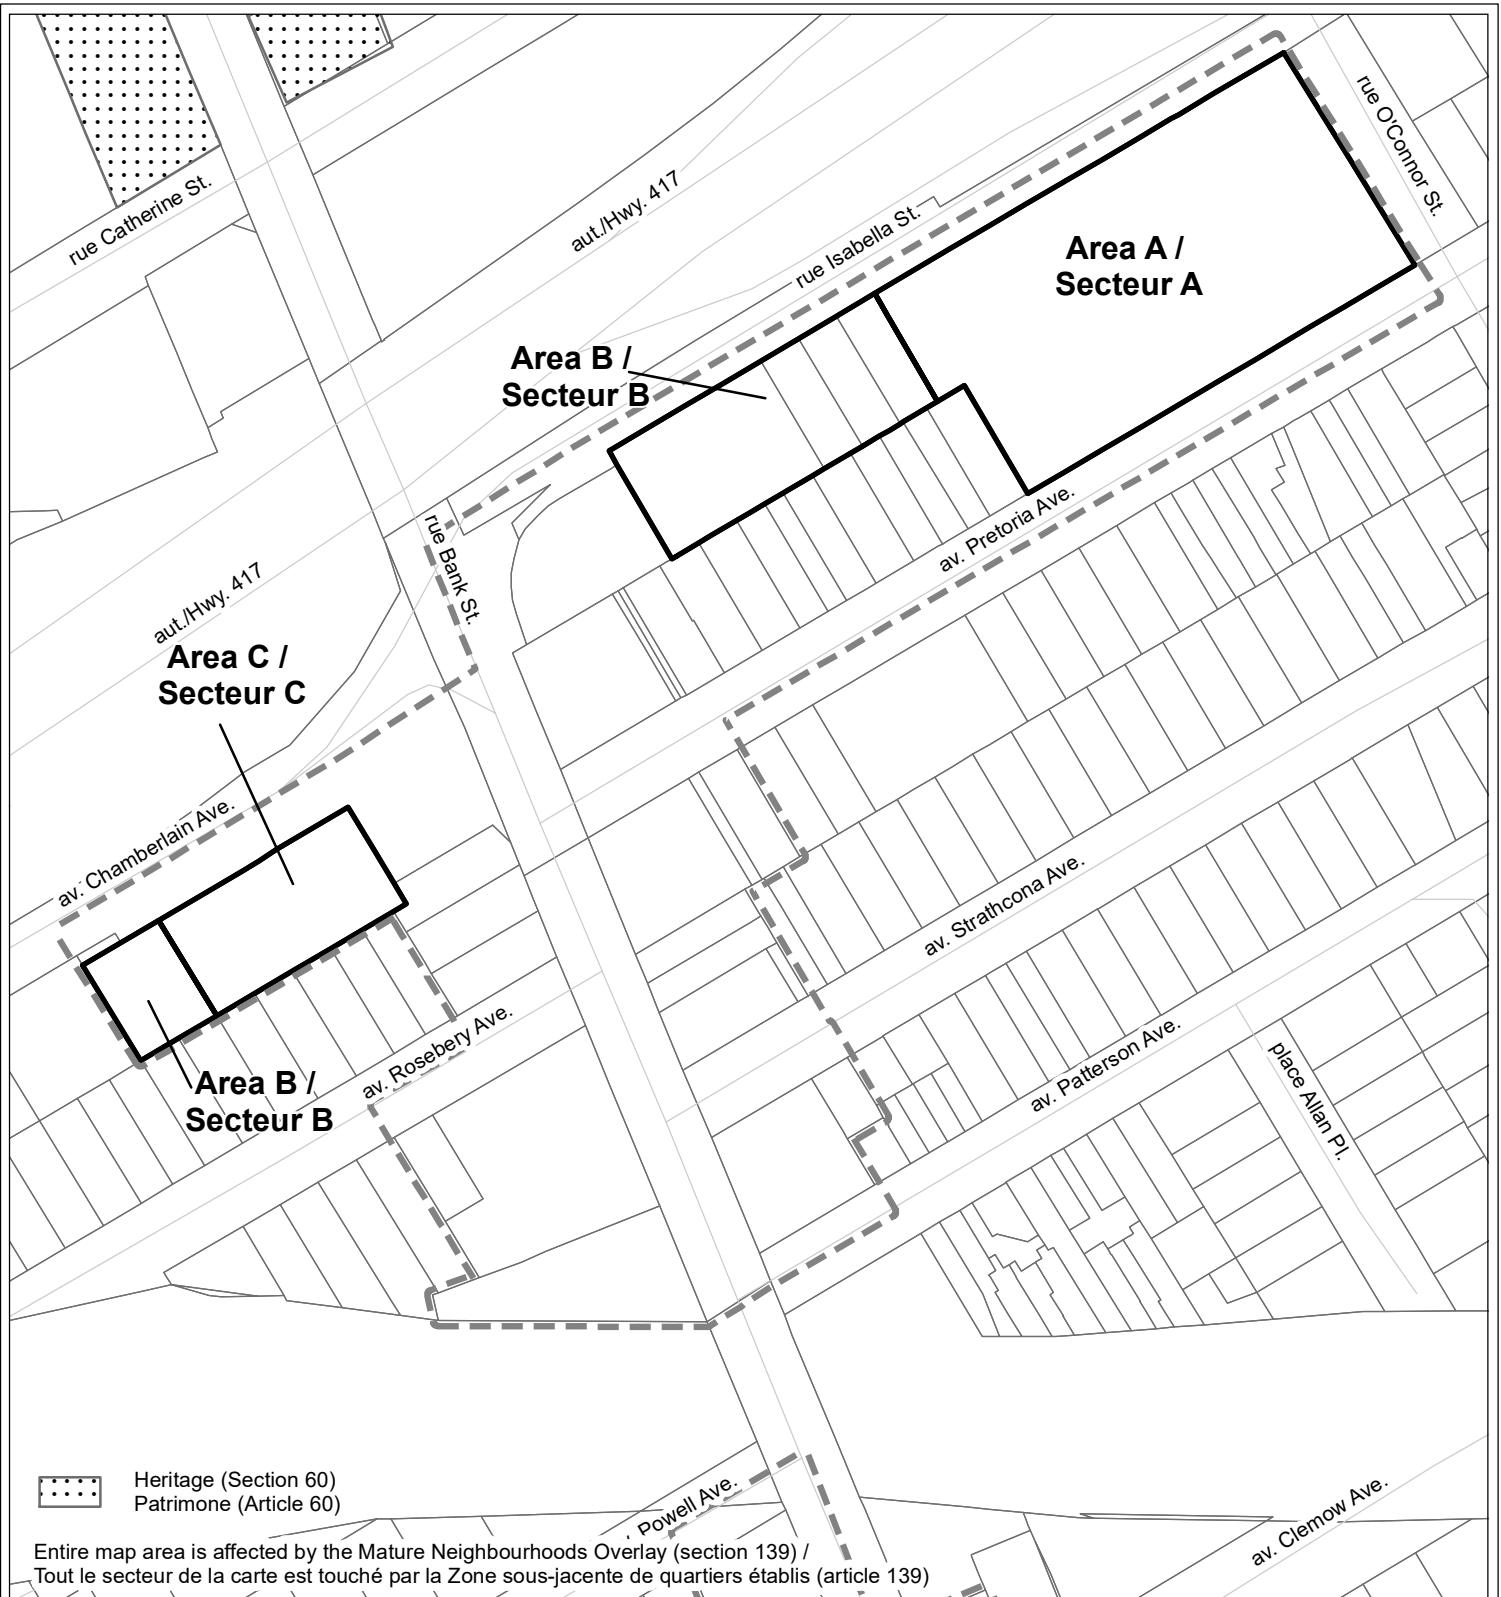 rue Catherine St.
aut./Hwy. 417
rue Isabella St.
rue O'Connor St.
Area A /
Secteur A
Area B /
Secteur B
rue Bank St.
av. Pretoria Ave.
aut./Hwy. 417
Area C /
Secteur C
av. Chamberlain Ave.
av. Strathcona Ave.
av. Rosebery Ave.
Area B /
Secteur B
av. Patterson Ave.
place Allan Pl.
Heritage (Section 60)
Patrimone (Article 60)
Powell Ave.
av. Clemow Ave.
Entire map area is affected by the Mature Neighbourhoods Overlay (section 139) /
Tout le secteur de la carte est touché par la Zone sous-jacente de quartiers établis (article 139)